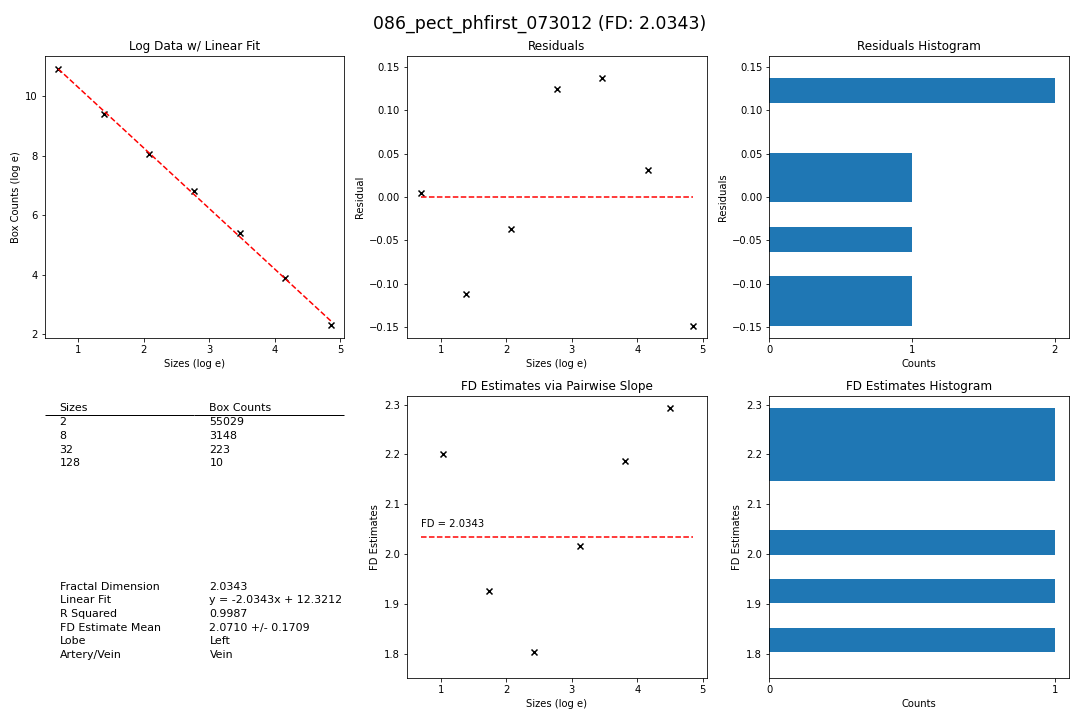 086_pect_phfirst_073012 (FD: 2.0343)
Log Data w/ Linear Fit
Box Counts (log e)
10
8
6
4
2
1 2 3 4 5
Sizes (log e)
Residuals
Residual
0.15
0.10
0.05
0.00
−0.05
−0.10
−0.15
1 2 3 4 5
Sizes (log e)
Residuals Histogram
Residuals
0.15
0.10
0.05
0.00
−0.05
−0.10
−0.15
0 1 2
Counts
Sizes Box Counts
2 55029
8 3148
32 223
128 10
Fractal Dimension 2.0343
Linear Fit y = -2.0343x + 12.3212
R Squared 0.9987
FD Estimate Mean 2.0710 +/- 0.1709
Lobe Left
Artery/Vein Vein
FD Estimates via Pairwise Slope
FD Estimates
2.3
2.2
2.1
2.0
1.9
1.8
FD = 2.0343
1 2 3 4 5
Sizes (log e)
FD Estimates Histogram
FD Estimates
2.3
2.2
2.1
2.0
1.9
1.8
0 1
Counts